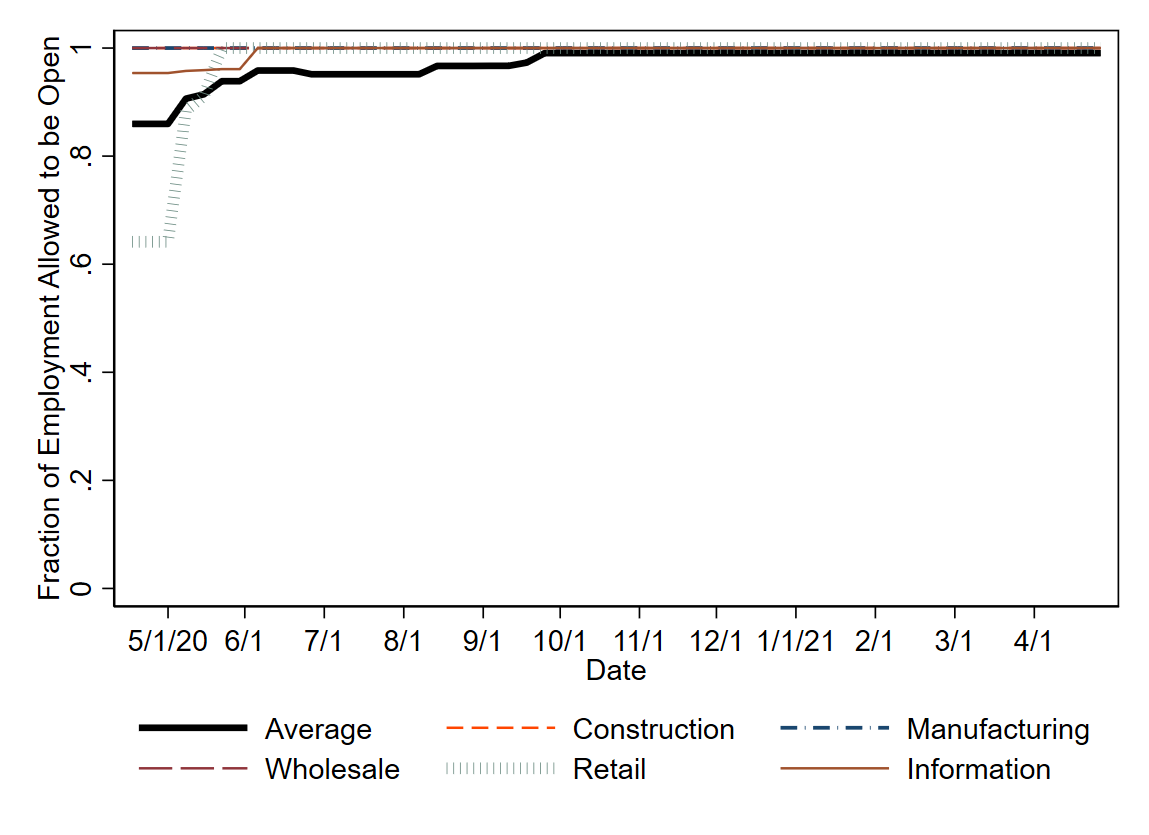 Fraction of Employment Allowed to be Open
1
.8
.6
.4
.2
0
5/1/20 6/1 7/1 8/1 9/1 10/1 11/1 12/1 1/1/21 2/1 3/1 4/1
Date
Average Construction Manufacturing
Wholesale Retail Information